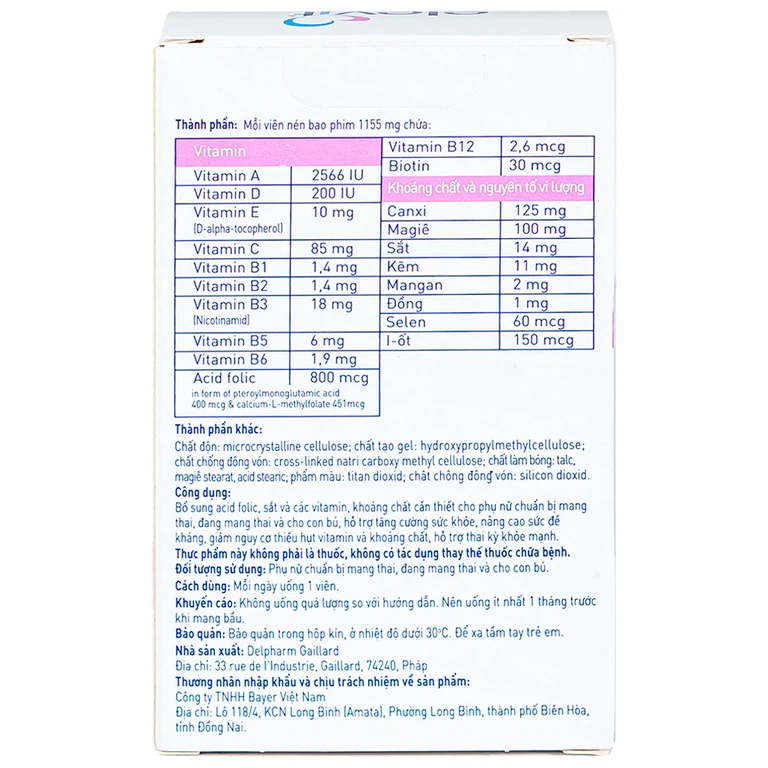 elevit
Thành phần: Mỗi viên nén bao phim 1155 mg chứa:
Vitamin
Vitamin A 2566 IU
Vitamin D 200 IU
Vitamin E 10 mg
(D-alpha-tocopherol)
Vitamin C 85 mg
Vitamin B1 1,4 mg
Vitamin B2 1,4 mg
Vitamin B3 18 mg
(Nicotinamid)
Vitamin B5 6 mg
Vitamin B6 1,9 mg
Acid folic 800 mcg
in form of pteroylmonoglutamic acid
400 mcg & calcium-L-methylfolate 451mcg
Vitamin B12 2,6 mcg
Biotin 30 mcg
Khoáng chất và nguyên tố vi lượng
Canxi 125 mg
Magiê 100 mg
Sắt 14 mg
Kẽm 11 mg
Mangan 2 mg
Đồng 1 mg
Selen 60 mcg
I-ốt 150 mcg
Thành phần khác:
Chất độn: microcrystalline cellulose; chất tạo gel: hydroxypropylmethylcellulose;
chất chống đông vón: cross-linked natri carboxy methyl cellulose; chất làm bóng: talc,
magiê stearat, acid stearic; phẩm màu: titan dioxid; chât chông đông vón: silicon dioxid.
Công dụng:
Bổ sung acid folic, sắt và các vitamin, khoáng chất cần thiết cho phụ nữ chuẩn bị mang
thai, đang mang thai và cho con bú, hỗ trợ tăng cường sức khỏe, nâng cao sức đề
kháng, giảm nguy cơ thiếu hụt vitamin và khoáng chất, hỗ trợ thai kỳ khỏe mạnh.
Thực phẩm này không phải là thuốc, không có tác dụng thay thế thuốc chữa bệnh.
Đối tượng sử dụng: Phụ nữ chuẩn bị mang thai, đang mang thai và cho con bú.
Cách dùng: Mỗi ngày uống 1 viên.
Khuyến cáo: Không uống quá lượng so với hướng dẫn. Nên uống ít nhất 1 tháng trước
khi mang bầu.
Bảo quản: Bảo quản trong hộp kín, ở nhiệt độ dưới 30°C. Để xa tầm tay trẻ em.
Nhà sản xuất: Delpharm Gaillard
Địa chỉ: 33 rue de l'Industrie, Gaillard, 74240, Pháp
Thương nhân nhập khẩu và chịu trách nhiệm về sản phẩm:
Công ty TNHH Bayer Việt Nam
Địa chỉ: Lô 118/4, KCN Long Bình (Amata), Phường Long Bình, thành phố Biên Hòa,
tỉnh Đồng Nai.